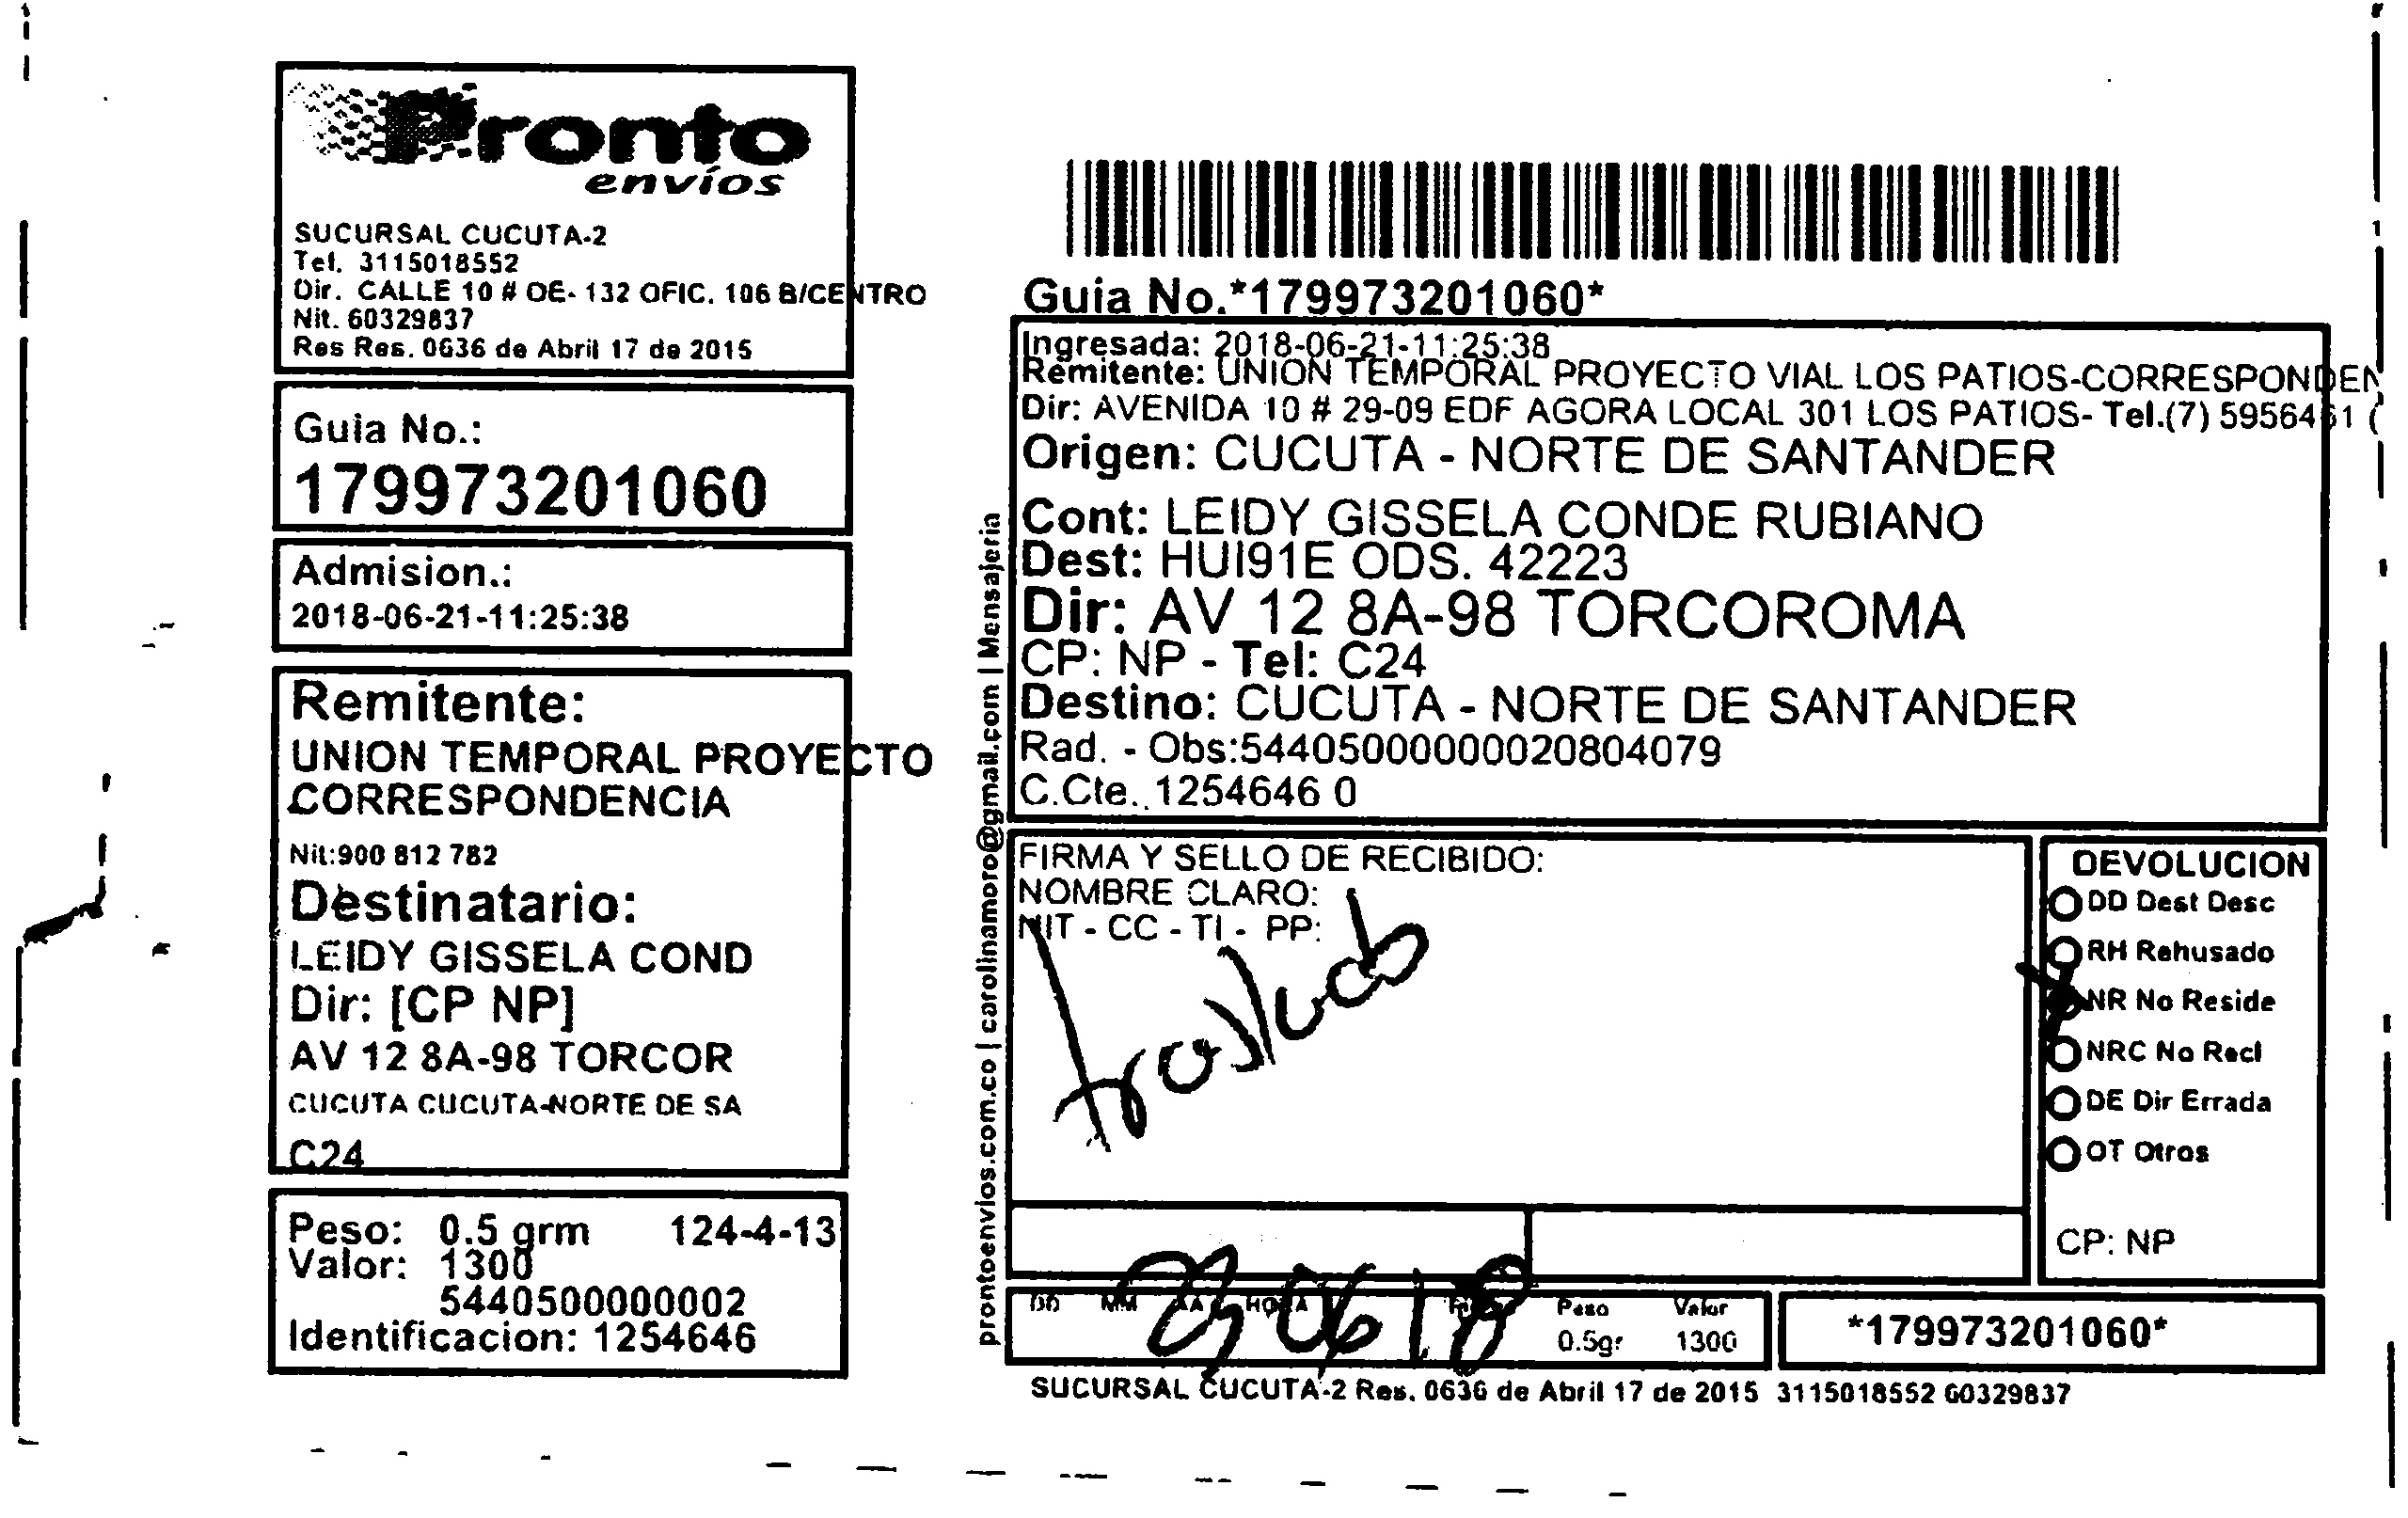 Pronto
envíos
SUCURSAL CUCUTA-2
Tel. 3115018552
Dir. CALLE 10 # OE- 132 OFIC. 106 B/CENTRO
Nit. 60329837
Res Res. 0636 de Abril 17 de 2015
Guia No.:
179973201060
Admision.:
2018-06-21-11:25:38
Remitente:
UNION TEMPORAL PROYECTO
CORRESPONDENCIA
Nit:900 812 782
Destinatario:
LEIDY GISSELA COND
Dir: [CP NP]
AV 12 8A-98 TORCOR
CUCUTA CUCUTA-NORTE DE SA
C24
Peso: 0.5 grm 124-4-13
Valor: 1300
5440500000002
Identificacion: 1254646
prontoenvios.com.co | carolinamoro@gmail.com | Mensajeria
Guia No.*179973201060*
Ingresada: 2018-06-21-11:25:38
Remitente: UNION TEMPORAL PROYECTO VIAL LOS PATIOS-CORRESPONDEN
Dir: AVENIDA 10 # 29-09 EDF AGORA LOCAL 301 LOS PATIOS- Tel.(7) 5956461 (
Origen: CUCUTA - NORTE DE SANTANDER
Cont: LEIDY GISSELA CONDE RUBIANO
Dest: HUI91E ODS. 42223
Dir: AV 12 8A-98 TORCOROMA
CP: NP - Tel: C24
Destino: CUCUTA - NORTE DE SANTANDER
Rad. - Obs:544050000000020804079
C.Cte. 1254646 0
FIRMA Y SELLO DE RECIBIDO:
NOMBRE CLARO:
NIT - CC - TI - PP:
DEVOLUCION
DD Dest Desc
RH Rehusado
NR No Reside
NRC No Recl
DE Dir Errada
OT Otros
CP: NP
DD MM AA HORA Peso Valor
23 06 18 0.5gr 1300
*179973201060*
SUCURSAL CUCUTA-2 Res. 0636 de Abril 17 de 2015 3115018552 60329837